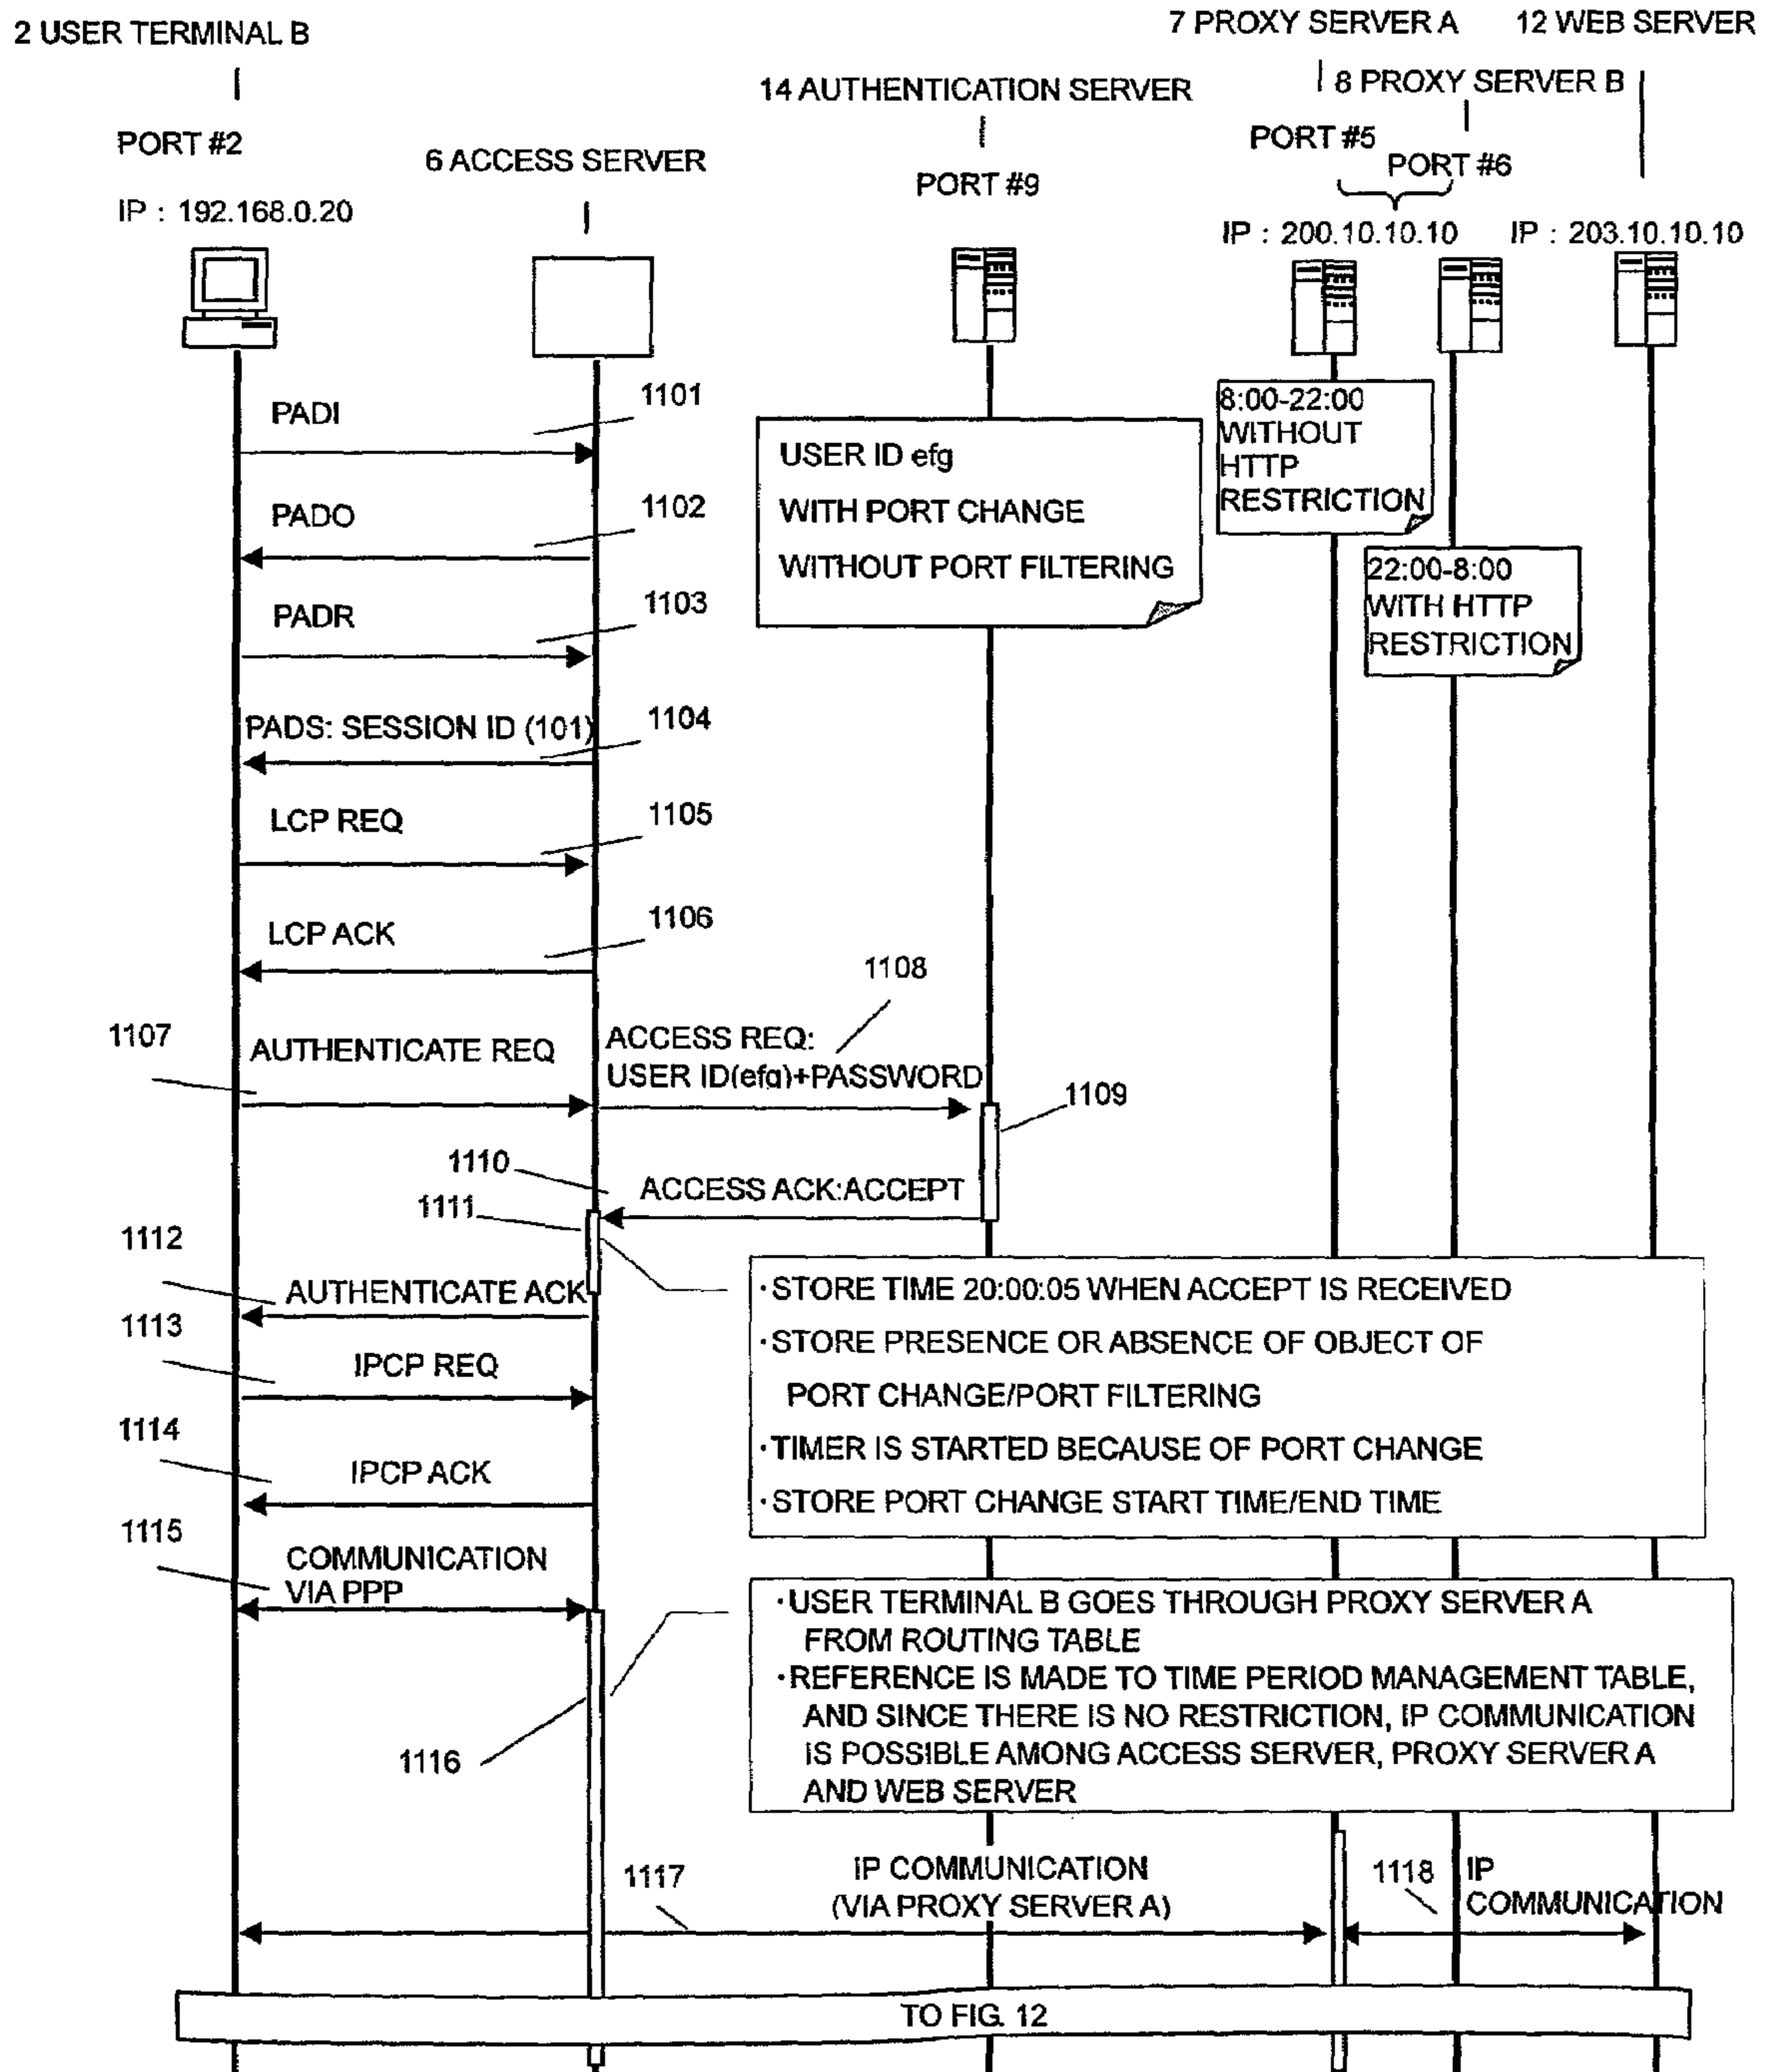 2 USER TERMINAL B
7 PROXY SERVER A
12 WEB SERVER
14 AUTHENTICATION SERVER
8 PROXY SERVER B
PORT #2
6 ACCESS SERVER
PORT #5
PORT #6
PORT #9
IP : 192.168.0.20
IP : 200.10.10.10
IP : 203.10.10.10
PADI
1101
8:00-22:00
WITHOUT
HTTP
RESTRICTION
USER ID efg
WITH PORT CHANGE
WITHOUT PORT FILTERING
PADO
1102
22:00-8:00
WITH HTTP
RESTRICTION
PADR
1103
PADS: SESSION ID (101)
1104
LCP REQ
1105
LCP ACK
1106
1107
AUTHENTICATE REQ
1108
ACCESS REQ:
USER ID(efg)+PASSWORD
1109
1110
ACCESS ACK:ACCEPT
1111
1112
AUTHENTICATE ACK
·STORE TIME 20:00:05 WHEN ACCEPT IS RECEIVED
·STORE PRESENCE OR ABSENCE OF OBJECT OF
PORT CHANGE/PORT FILTERING
·TIMER IS STARTED BECAUSE OF PORT CHANGE
·STORE PORT CHANGE START TIME/END TIME
1113
IPCP REQ
1114
IPCP ACK
1115
COMMUNICATION
VIA PPP
·USER TERMINAL B GOES THROUGH PROXY SERVER A
FROM ROUTING TABLE
·REFERENCE IS MADE TO TIME PERIOD MANAGEMENT TABLE,
AND SINCE THERE IS NO RESTRICTION, IP COMMUNICATION
IS POSSIBLE AMONG ACCESS SERVER, PROXY SERVER A
AND WEB SERVER
1116
1117
IP COMMUNICATION
(VIA PROXY SERVER A)
1118
IP
COMMUNICATION
TO FIG. 12